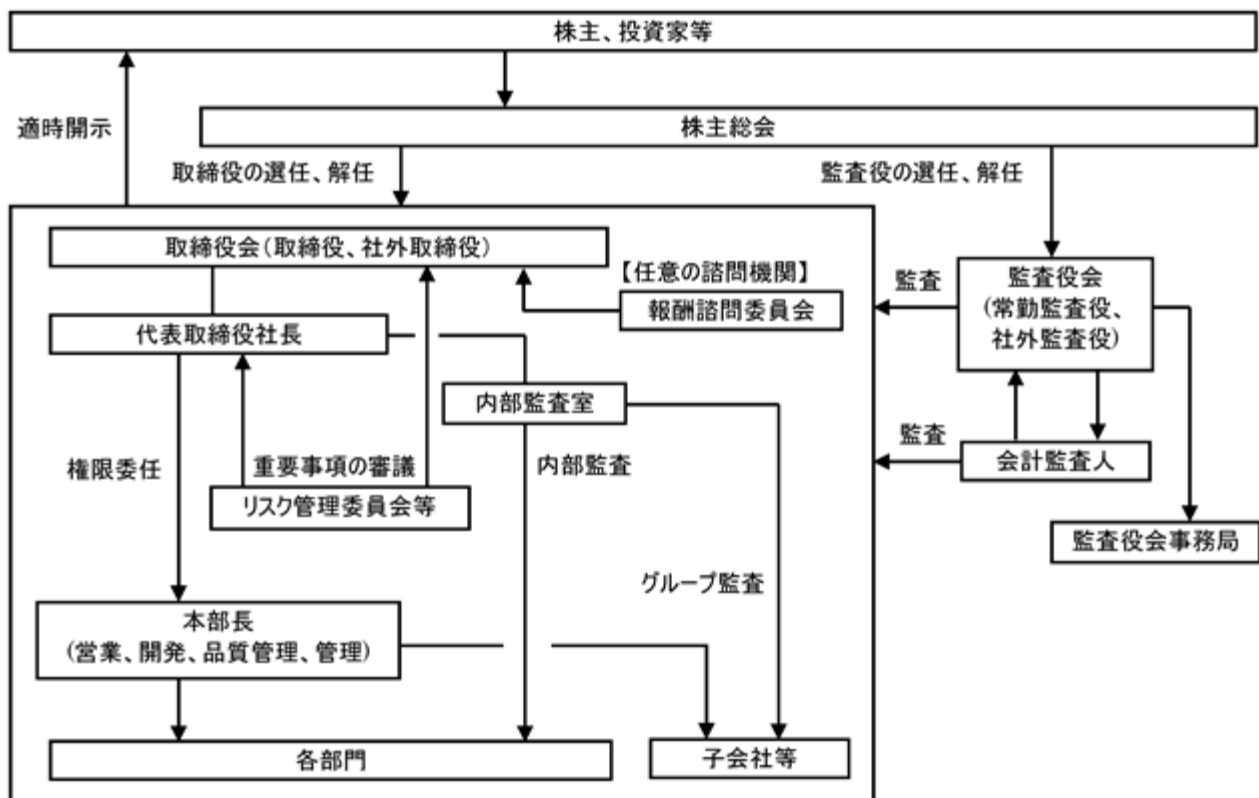 株主、投資家等
適時開示
株主総会
取締役の選任、解任
監査役の選任、解任
取締役会(取締役、社外取締役)
【任意の諮問機関】
報酬諮問委員会
監査
監査役会
(常勤監査役、
社外監査役)
代表取締役社長
内部監査室
権限委任
重要事項の審議
内部監査
リスク管理委員会等
監査
会計監査人
監査役会事務局
グループ監査
本部長
(営業、開発、品質管理、管理)
各部門
子会社等